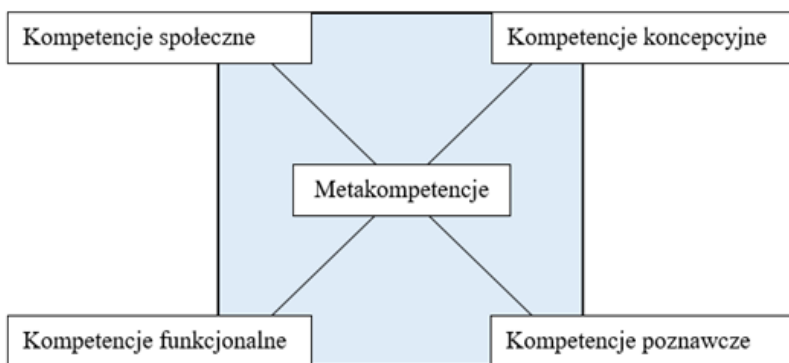 Kompetencje społeczne
Kompetencje koncepcyjne
Metakompetencje
Kompetencje funkcjonalne
Kompetencje poznawcze